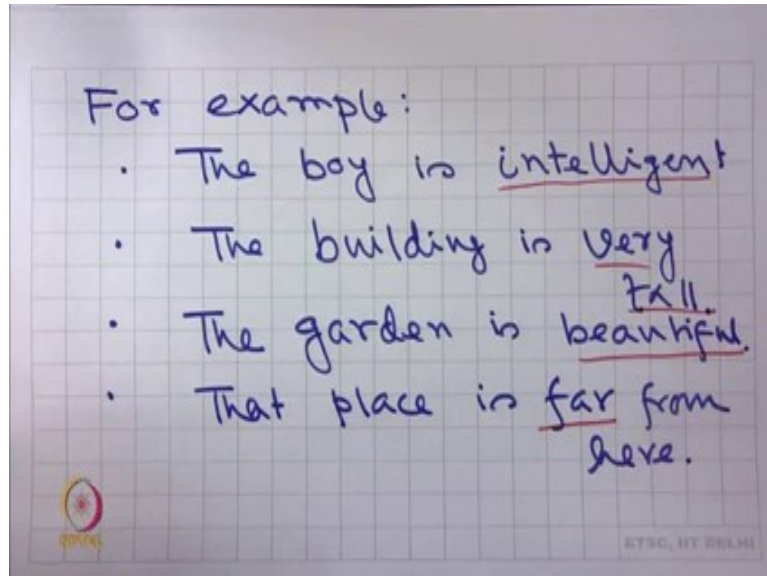 For example:
· The boy is intelligent
· The building is very
tall.
· The garden is beautiful.
· That place is far from
here.
ETSC, IIT DELHI